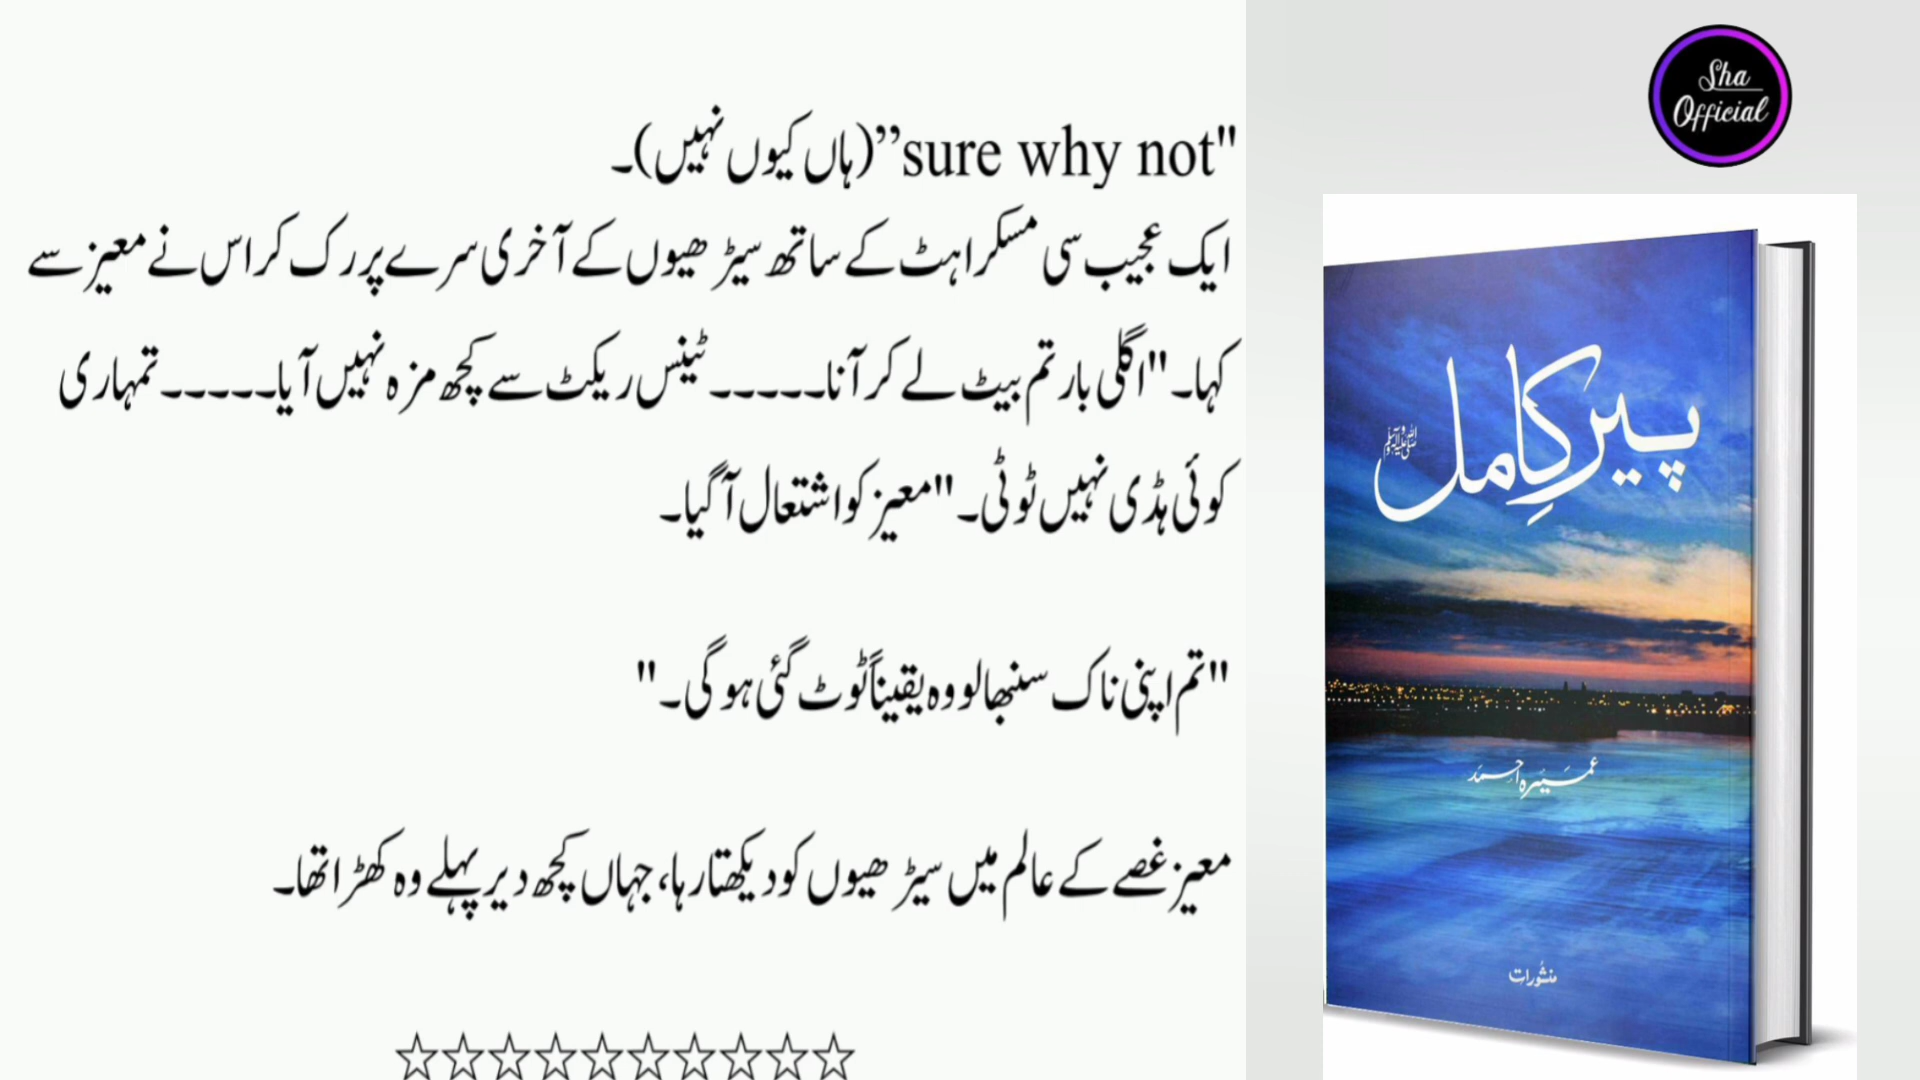 "sure why not”(ہاں کیوں نہیں)۔
ایک عجیب سی مسکراہٹ کے ساتھ سیڑھیوں کے آخری سرے پر رک کر اس نے معیز سے
کہا۔"اگلی بار تم بیٹ لے کر آنا۔۔۔۔۔ٹینس ریکٹ سے کچھ مزہ نہیں آیا۔۔۔۔۔تمہاری
کوئی ہڈی نہیں ٹوٹی۔"معیز کو اشتعال آگیا۔
"تم اپنی ناک سنبھالو وہ یقیناًٹوٹ گئی ہو گی۔"
معیز غصے کے عالم میں سیڑھیوں کو دیکھتا رہا، جہاں کچھ دیر پہلے وہ کھڑا تھا۔
☆☆☆☆☆☆☆☆☆☆
Sha
Official
پیرِ کامل
ﷺ
عمیرہ احمد
منشورات